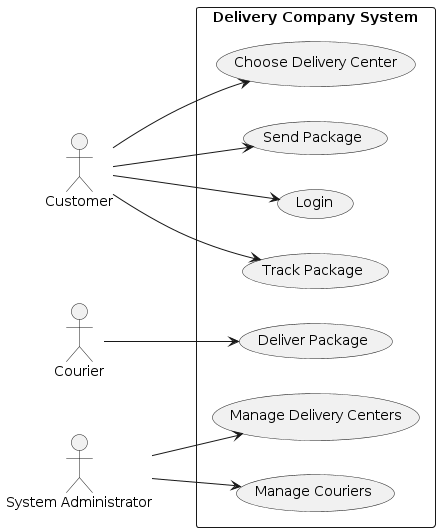 Delivery Company System
Choose Delivery Center
Send Package
Customer
Login
Track Package
Deliver Package
Courier
Manage Delivery Centers
Manage Couriers
System Administrator